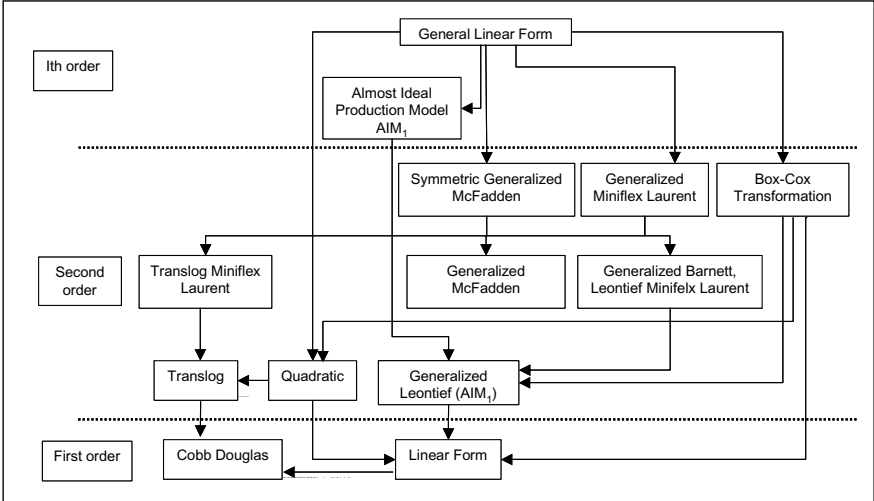 General Linear Form
Ith order
Almost Ideal
Production Model
AIM1
Symmetric Generalized
McFadden
Generalized
Miniflex Laurent
Box-Cox
Transformation
Second
order
Translog Miniflex
Laurent
Generalized
McFadden
Generalized Barnett,
Leontief Minifelx Laurent
Translog
Quadratic
Generalized
Leontief (AIM1)
First order
Cobb Douglas
Linear Form